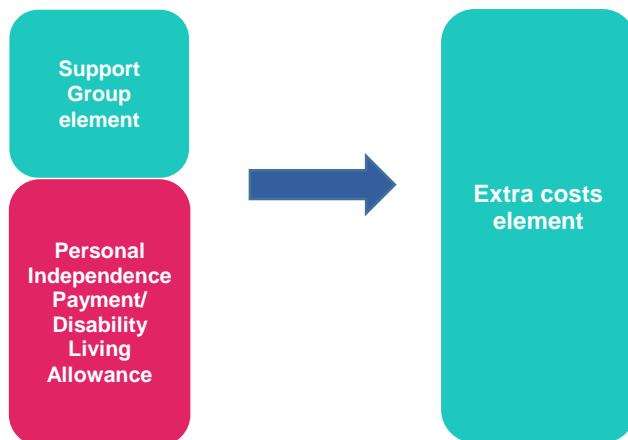 Support
Group
element
Personal
Independence
Payment/
Disability
Living
Allowance
Extra costs
element